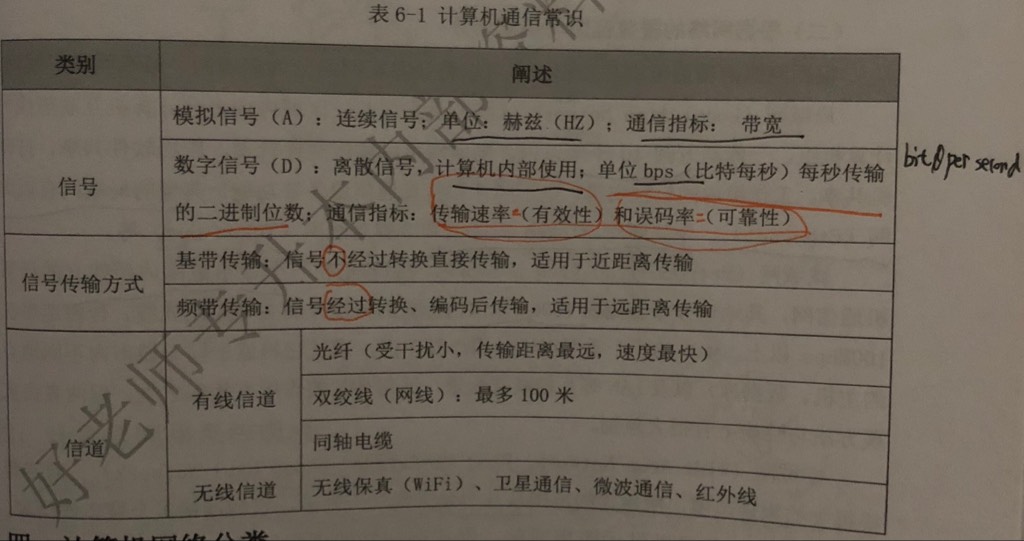 表 6-1 计算机通信常识
类别
阐述
信号
模拟信号（A）：连续信号；单位：赫兹（HZ）；通信指标： 带宽
数字信号（D）：离散信号，计算机内部使用；单位 bps（比特每秒）每秒传输
的二进制位数；通信指标：传输速率（有效性）和误码率（可靠性）
bit per second
信号传输方式
基带传输：信号不经过转换直接传输，适用于近距离传输
频带传输：信号经过转换、编码后传输，适用于远距离传输
信道
有线信道
光纤（受干扰小，传输距离最远，速度最快）
双绞线（网线）：最多 100 米
同轴电缆
无线信道
无线保真（WiFi）、卫星通信、微波通信、红外线
好老师专升本内部资料